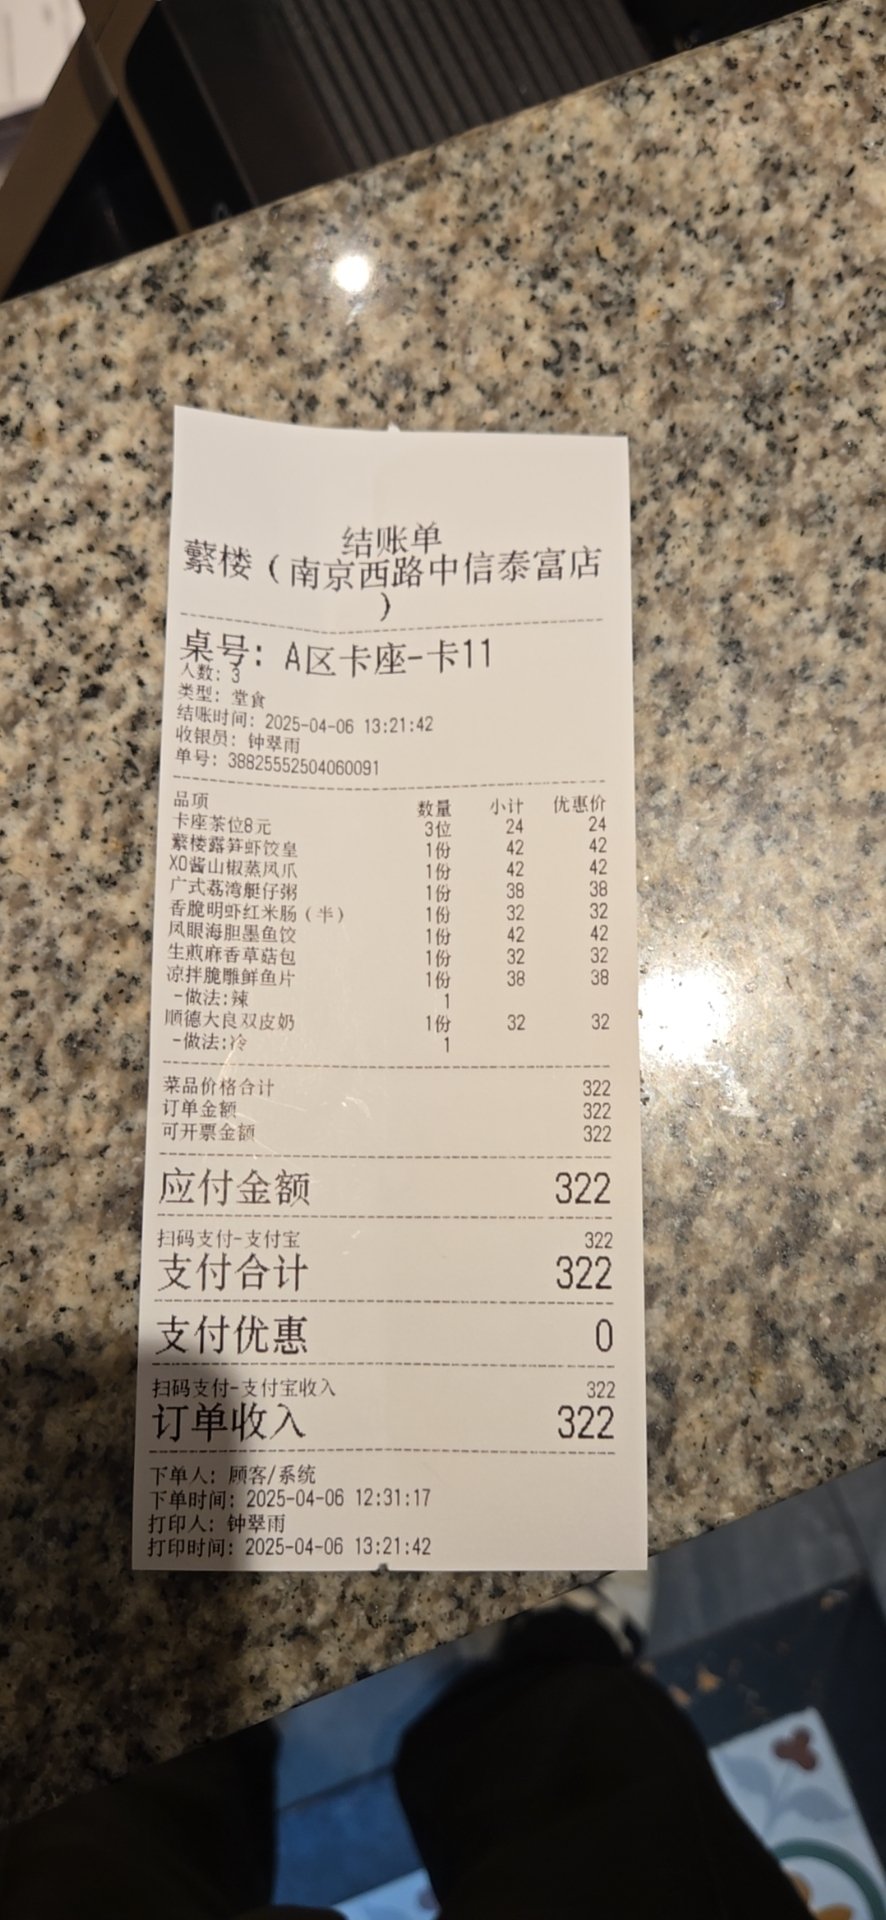 结账单
蘩楼（南京西路中信泰富店
）
桌号: A区卡座-卡11
人数: 3
类型: 堂食
结账时间: 2025-04-06 13:21:42
收银员: 钟翠雨
单号: 38825552504060091
品项 数量 小计 优惠价
卡座茶位8元 3位 24 24
蘩楼露笋虾饺皇 1份 42 42
XO酱山椒蒸凤爪 1份 42 42
广式荔湾艇仔粥 1份 38 38
香脆明虾红米肠（半） 1份 32 32
凤眼海胆墨鱼饺 1份 42 42
生煎麻香草菇包 1份 32 32
凉拌脆雕鲜鱼片 1份 38 38
-做法:辣 1
顺德大良双皮奶 1份 32 32
-做法:冷 1
菜品价格合计 322
订单金额 322
可开票金额 322
应付金额 322
扫码支付-支付宝 322
支付合计 322
支付优惠 0
扫码支付-支付宝收入 322
订单收入 322
下单人: 顾客/系统
下单时间: 2025-04-06 12:31:17
打印人: 钟翠雨
打印时间: 2025-04-06 13:21:42